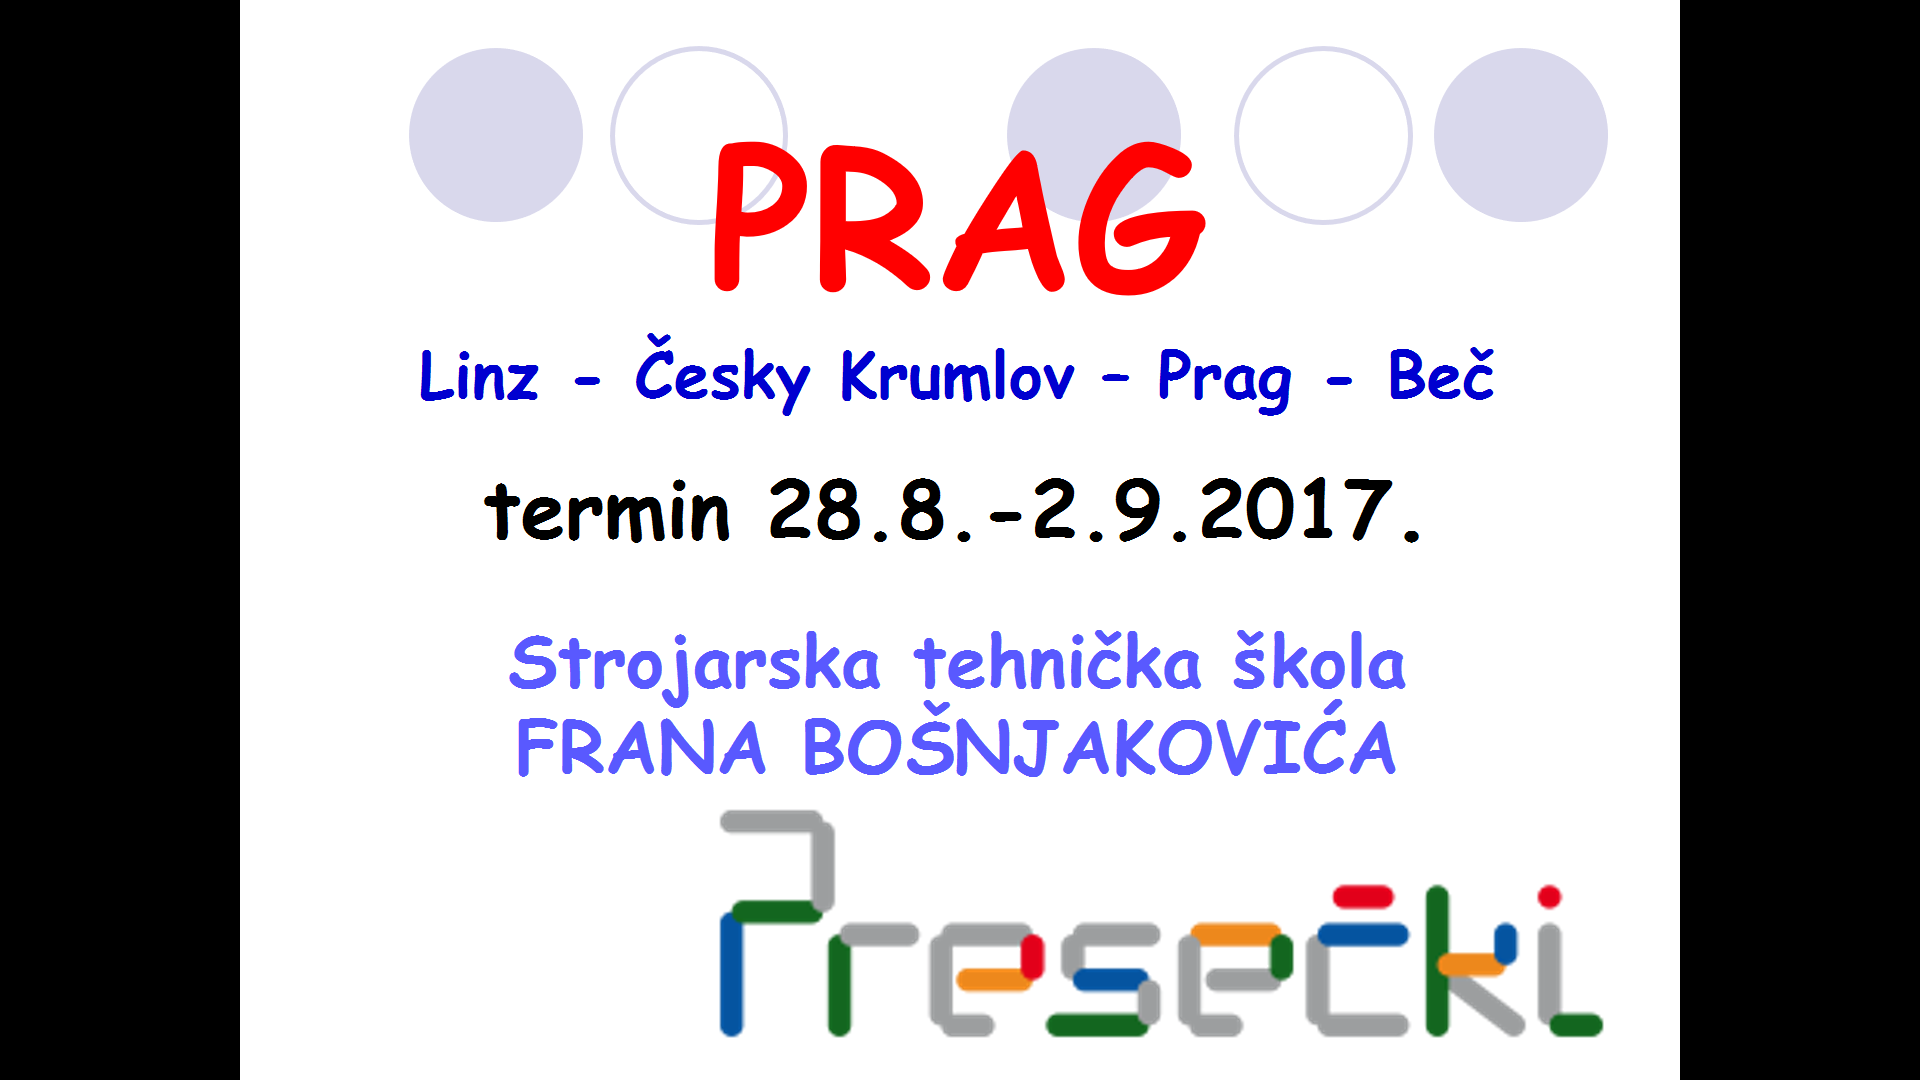 PRAG
Linz - Česky Krumlov – Prag - Beč
termin 28.8.-2.9.2017.
Strojarska tehnička škola
FRANA BOŠNJAKOVIĆA
Presečki